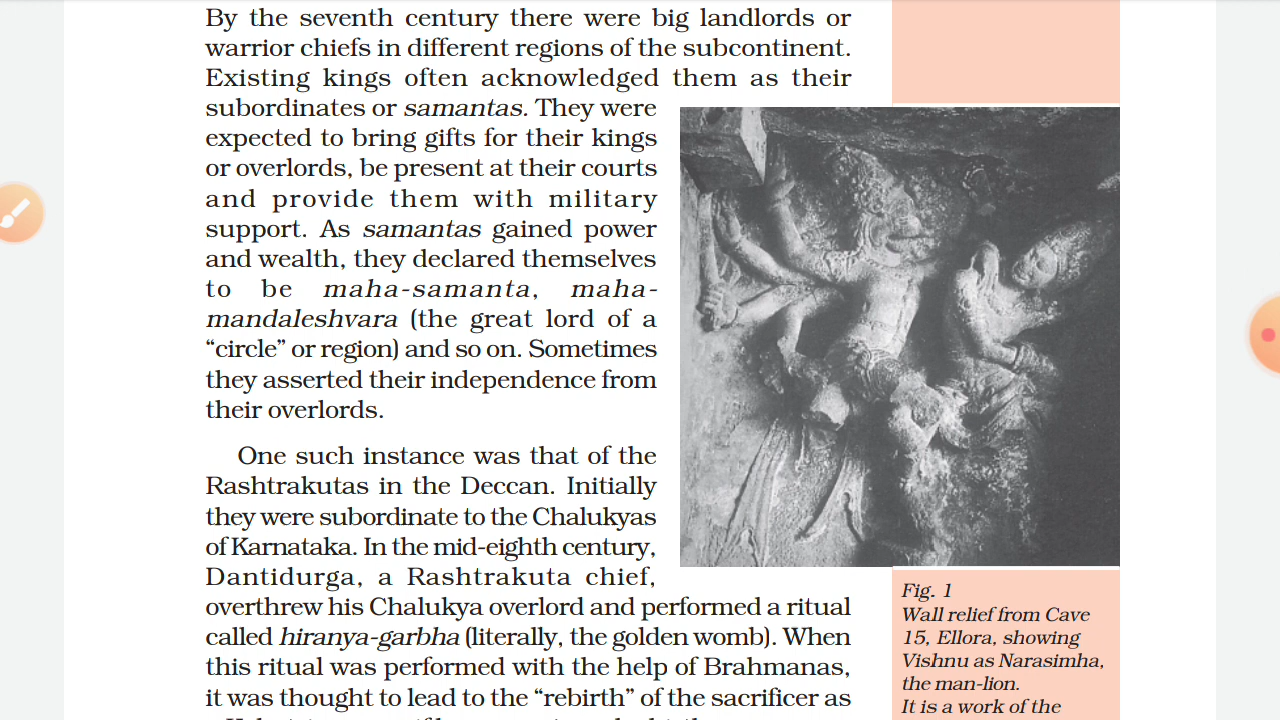 By the seventh century there were big landlords or
warrior chiefs in different regions of the subcontinent.
Existing kings often acknowledged them as their
subordinates or samantas. They were
expected to bring gifts for their kings
or overlords, be present at their courts
and provide them with military
support. As samantas gained power
and wealth, they declared themselves
to be maha-samanta, maha-
mandaleshvara (the great lord of a
“circle” or region) and so on. Sometimes
they asserted their independence from
their overlords.
One such instance was that of the
Rashtrakutas in the Deccan. Initially
they were subordinate to the Chalukyas
of Karnataka. In the mid-eighth century,
Dantidurga, a Rashtrakuta chief,
overthrew his Chalukya overlord and performed a ritual
called hiranya-garbha (literally, the golden womb). When
this ritual was performed with the help of Brahmanas,
it was thought to lead to the “rebirth” of the sacrificer as
Fig. 1
Wall relief from Cave
15, Ellora, showing
Vishnu as Narasimha,
the man-lion.
It is a work of the